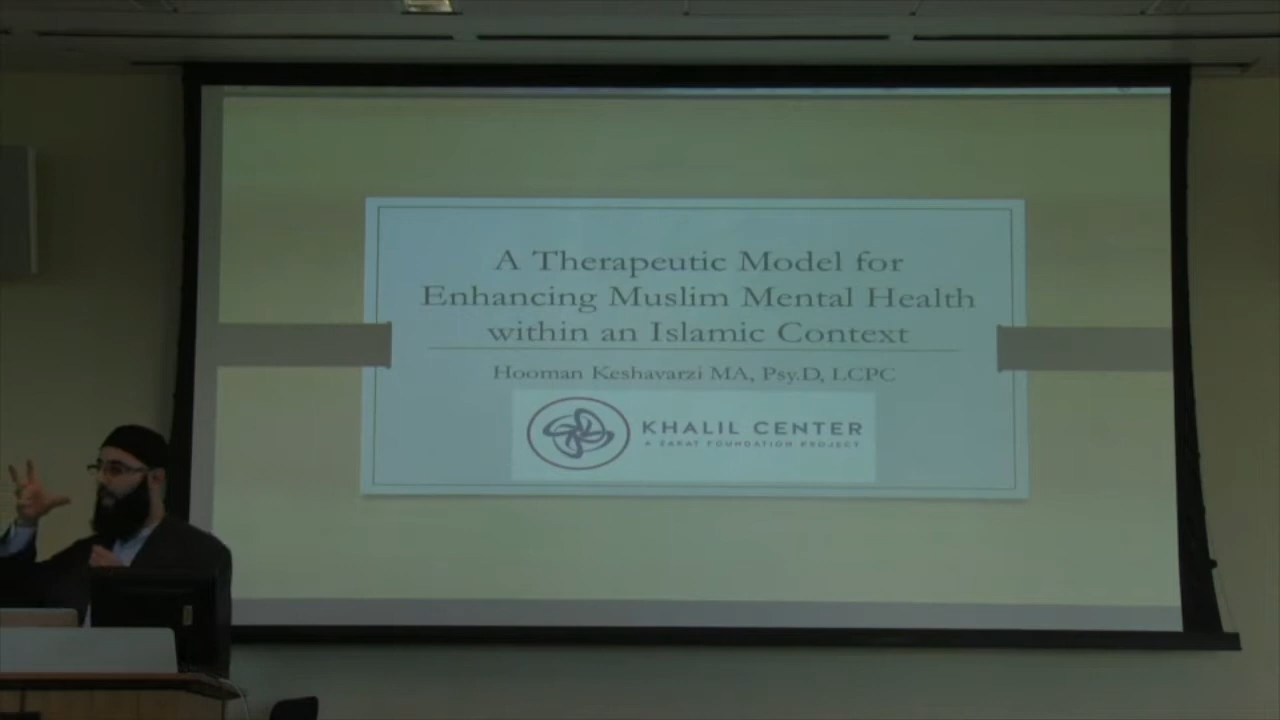 A Therapeutic Model for
Enhancing Muslim Mental Health
within an Islamic Context
Hooman Keshavarzi MA, Psy.D, LCPC
KHALIL CENTER
A ZAKAT FOUNDATION PROJECT